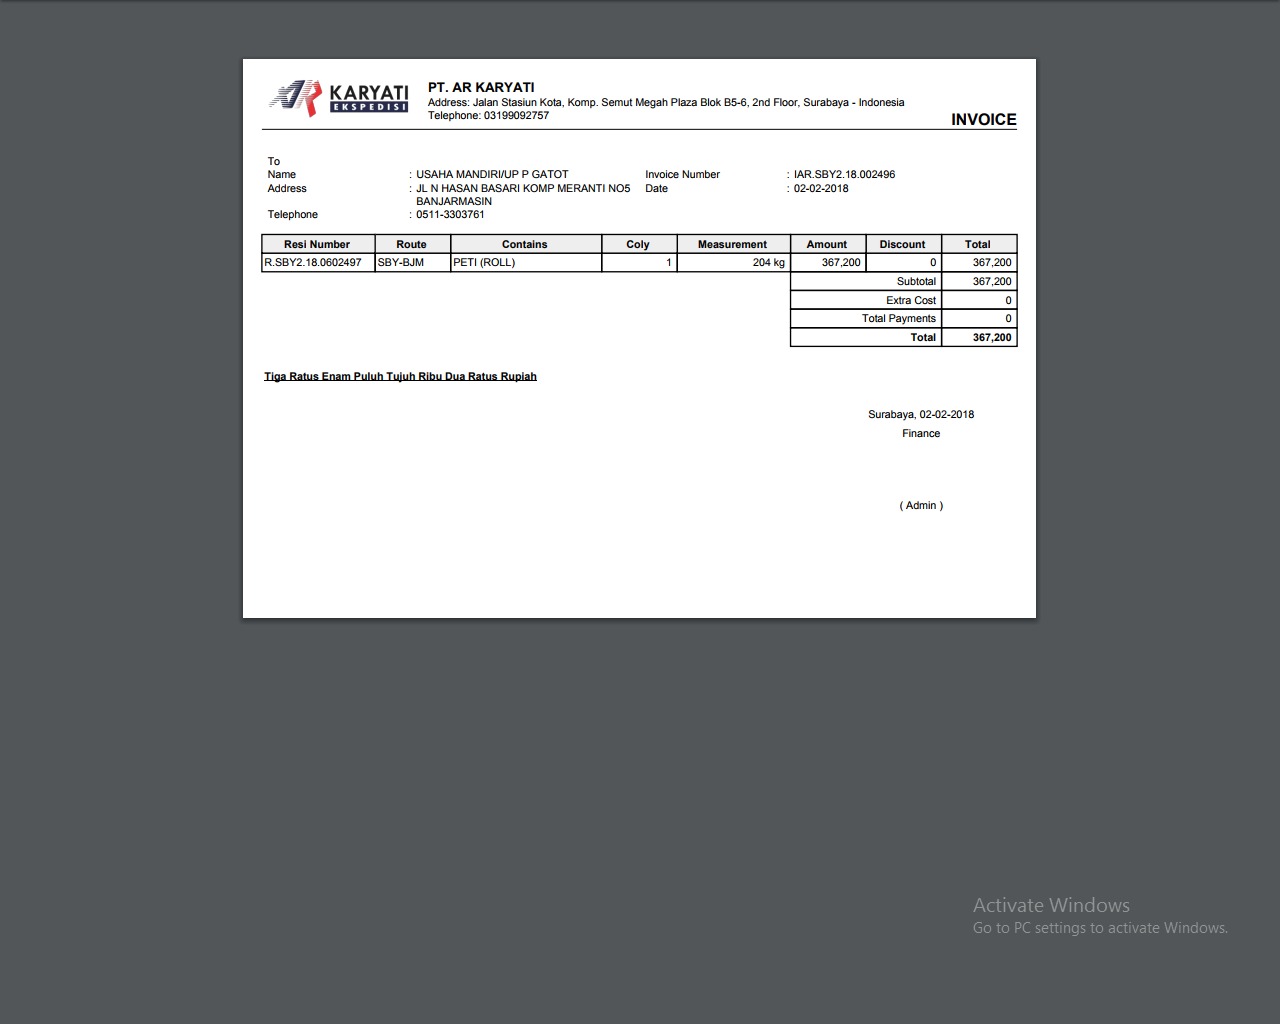 KARYATI
EKSPEDISI
PT. AR KARYATI
Address: Jalan Stasiun Kota, Komp. Semut Megah Plaza Blok B5-6, 2nd Floor, Surabaya - Indonesia
Telephone: 03199092757
INVOICE
To
Name : USAHA MANDIRI/UP P GATOT Invoice Number : IAR.SBY2.18.002496
Address : JL N HASAN BASARI KOMP MERANTI NO5 Date : 02-02-2018
BANJARMASIN
Telephone : 0511-3303761
Resi Number Route Contains Coly Measurement Amount Discount Total
R.SBY2.18.0602497 SBY-BJM PETI (ROLL) 1 204 kg 367,200 0 367,200
Subtotal 367,200
Extra Cost 0
Total Payments 0
Total 367,200
Tiga Ratus Enam Puluh Tujuh Ribu Dua Ratus Rupiah
Surabaya, 02-02-2018
Finance
( Admin )
Activate Windows
Go to PC settings to activate Windows.